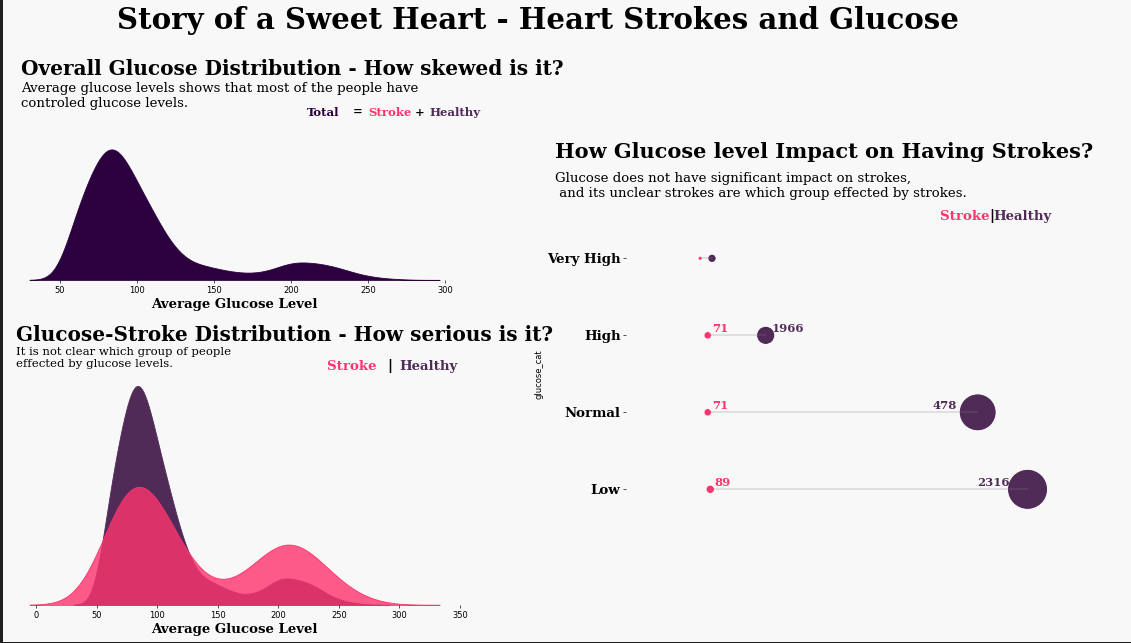 Story of a Sweet Heart - Heart Strokes and Glucose
Overall Glucose Distribution - How skewed is it?
Average glucose levels shows that most of the people have
controled glucose levels.
Total = Stroke + Healthy
50 100 150 200 250 300
Average Glucose Level
Glucose-Stroke Distribution - How serious is it?
It is not clear which group of people
effected by glucose levels.
Stroke | Healthy
0 50 100 150 200 250 300 350
Average Glucose Level
How Glucose level Impact on Having Strokes?
Glucose does not have significant impact on strokes,
and its unclear strokes are which group effected by strokes.
Stroke|Healthy
glucose_cat
Very High
High 71 1966
Normal 71 478
Low 89 2316